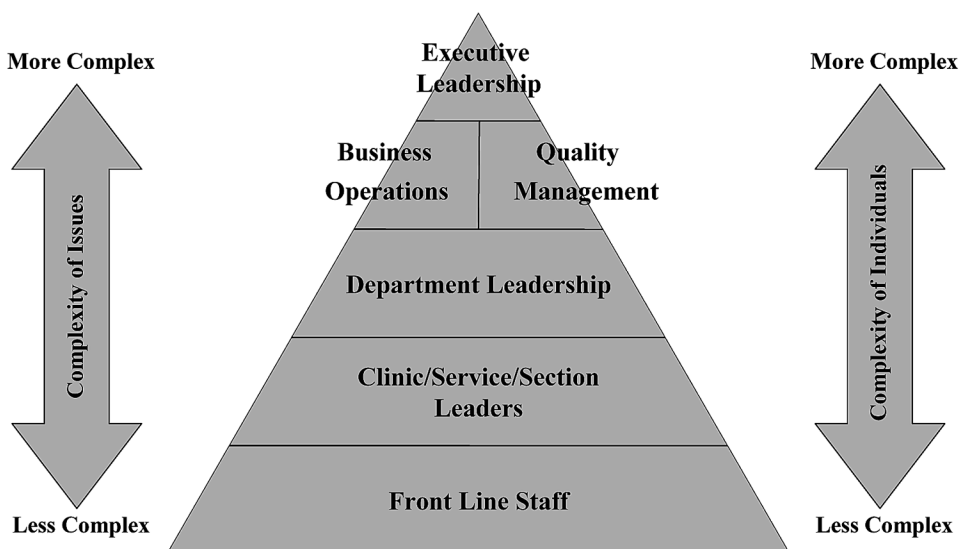 More Complex
Complexity of Issues
Less Complex
Executive
Leadership
Business
Operations
Quality
Management
Department Leadership
Clinic/Service/Section
Leaders
Front Line Staff
More Complex
Complexity of Individuals
Less Complex